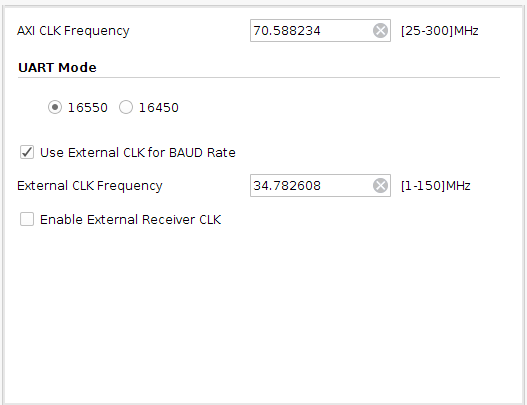 AXI CLK Frequency 70.588234 [25-300]MHz
UART Mode
16550 16450
Use External CLK for BAUD Rate
External CLK Frequency 34.782608 [1-150]MHz
Enable External Receiver CLK